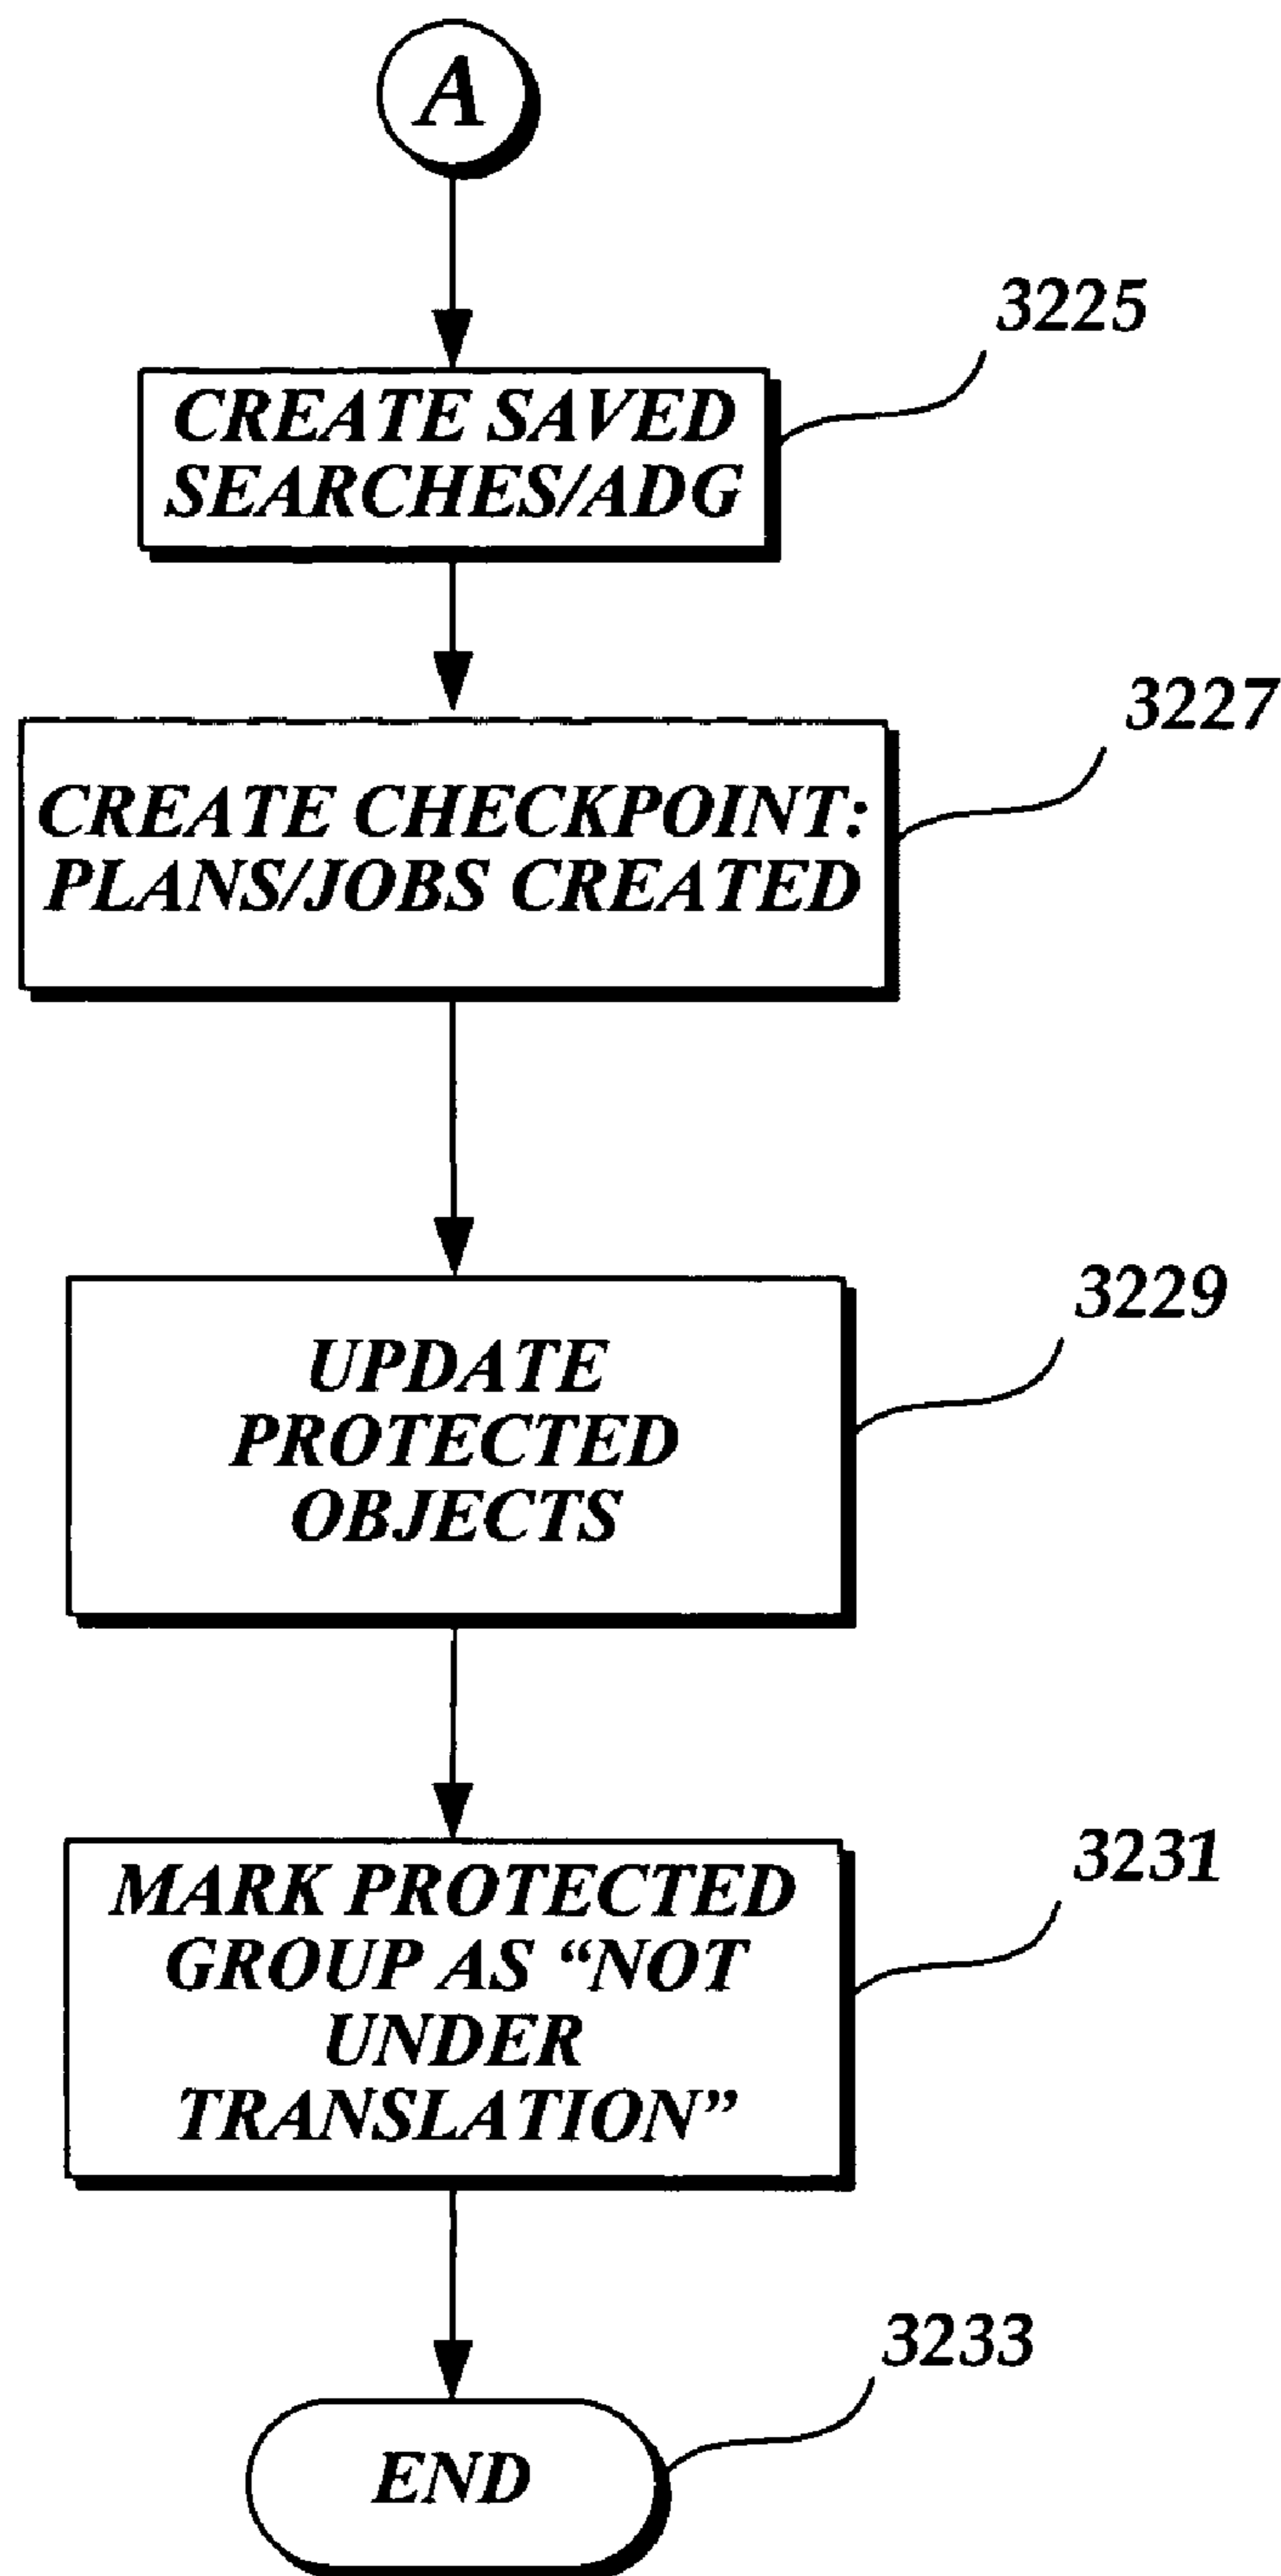 A
3225
CREATE SAVED
SEARCHES/ADG
3227
CREATE CHECKPOINT:
PLANS/JOBS CREATED
3229
UPDATE
PROTECTED
OBJECTS
3231
MARK PROTECTED
GROUP AS “NOT
UNDER
TRANSLATION”
3233
END